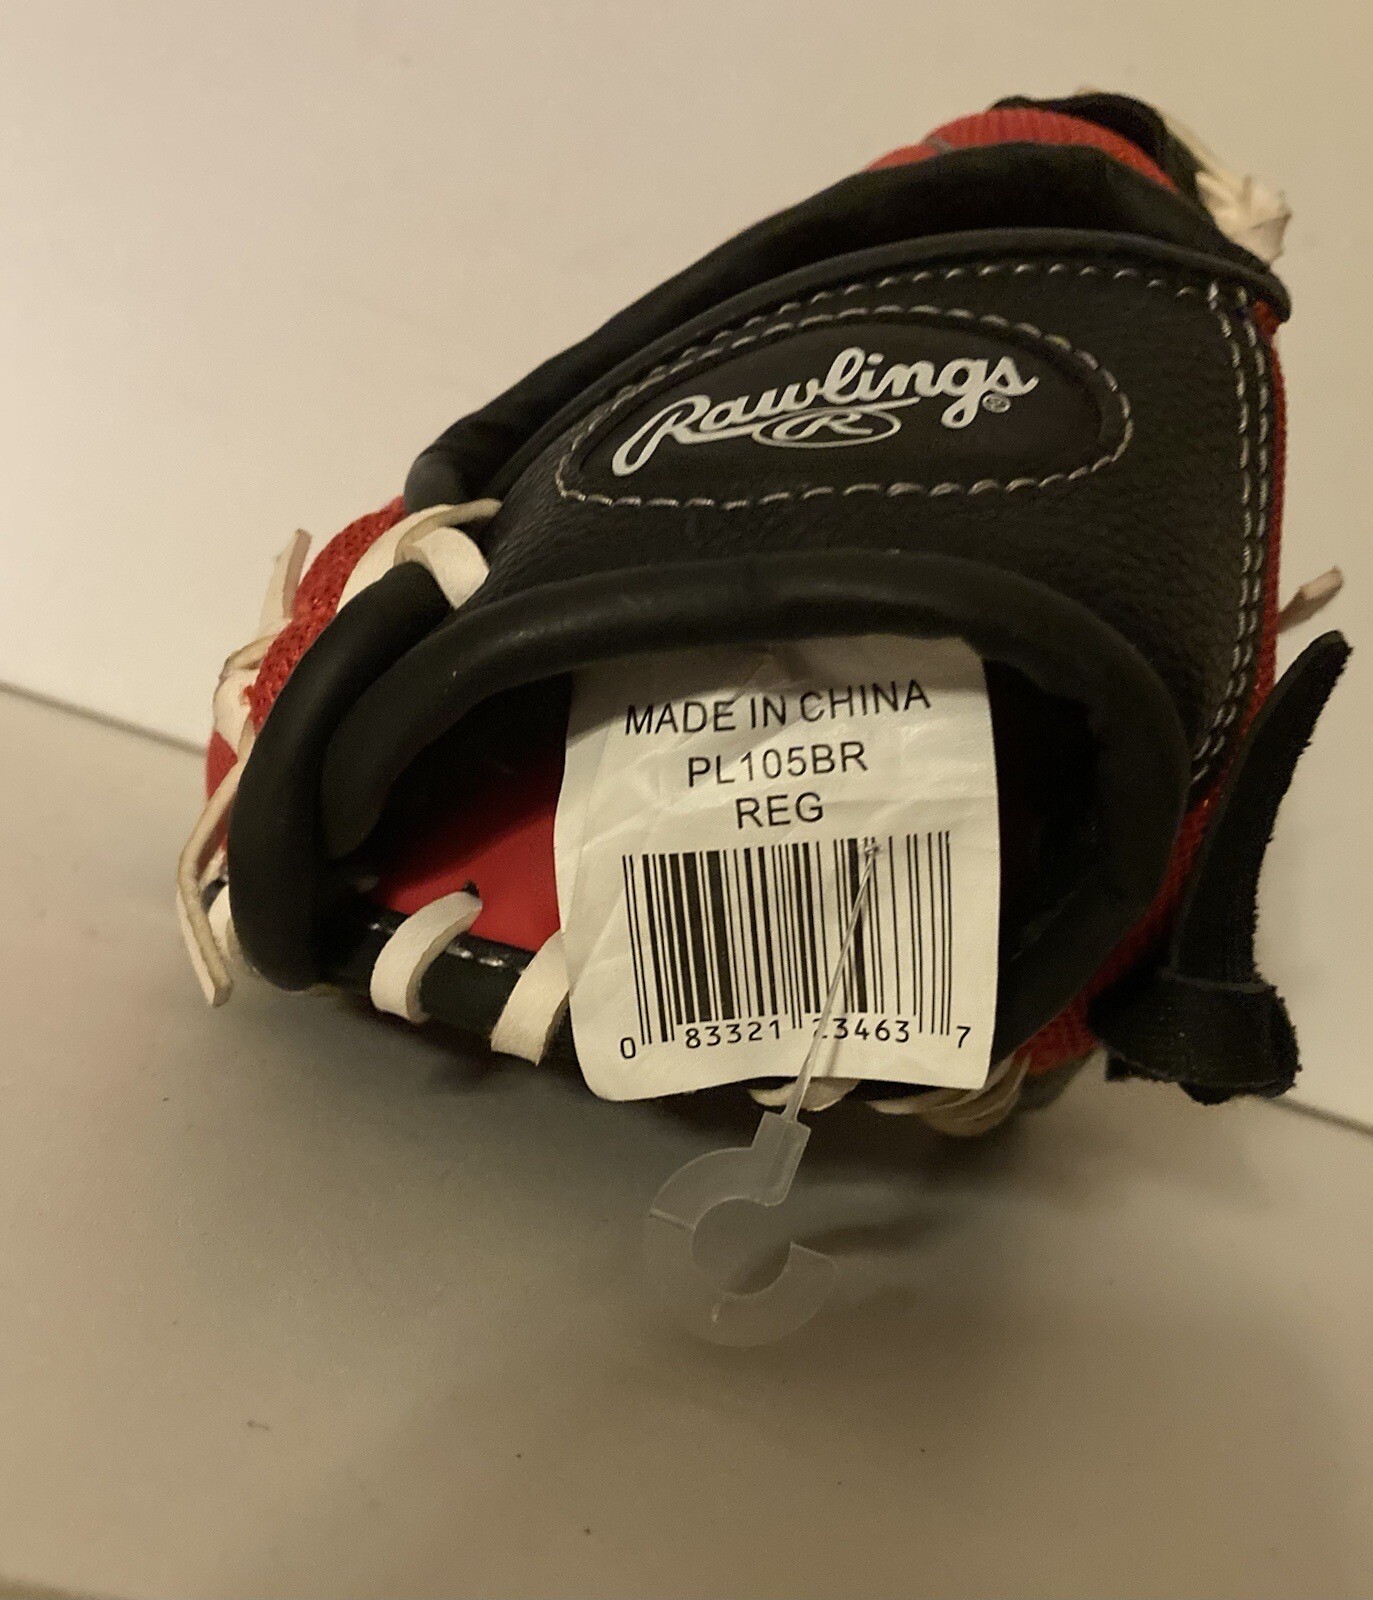 Rawlings
R
MADE IN CHINA
PL105BR
REG
0 83321 23463 7